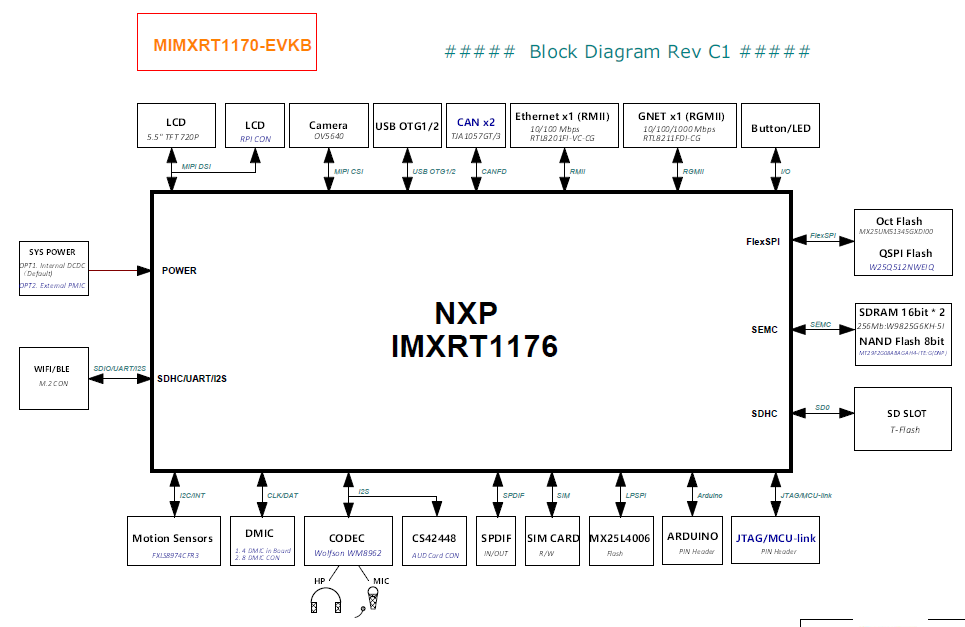 MIMXRT1170-EVKB
##### Block Diagram Rev C1 #####
LCD
5.5" TFT 720P
LCD
RPI CON
Camera
OV5640
USB OTG1/2
CAN x2
TJA1057GT/3
Ethernet x1 (RMII)
10/100 Mbps
RTL8201FI-VC-CG
GNET x1 (RGMII)
10/100/1000 Mbps
RTL8211FDI-CG
Button/LED
MIPI DSI
MIPI CSI
USB OTG1/2
CANFD
RMII
RGMII
I/O
SYS POWER
OPT1. Internal DCDC
(Default)
OPT2. External PMIC
POWER
WIFI/BLE
M.2 CON
SDIO/UART/I2S
SDHC/UART/I2S
NXP
IMXRT1176
FlexSPI
FlexSPI
Oct Flash
MX25UM51345GXDI00
QSPI Flash
W25Q512NWEIQ
SEMC
SEMC
SDRAM 16bit * 2
256Mb:W9825G6KH-5I
NAND Flash 8bit
SDHC
SD0
SD SLOT
T-Flash
I2C/INT
CLK/DAT
I2S
SPDIF
SIM
LPSPI
Arduino
JTAG/MCU-link
Motion Sensors
FXLS8974CFR3
DMIC
1. 4 DMIC in Board
2. 8 DMIC CON
CODEC
Wolfson WM8962
CS42448
AUD Card CON
SPDIF
IN/OUT
SIM CARD
R/W
MX25L4006
Flash
ARDUINO
PIN Header
JTAG/MCU-link
PIN Header
HP
MIC